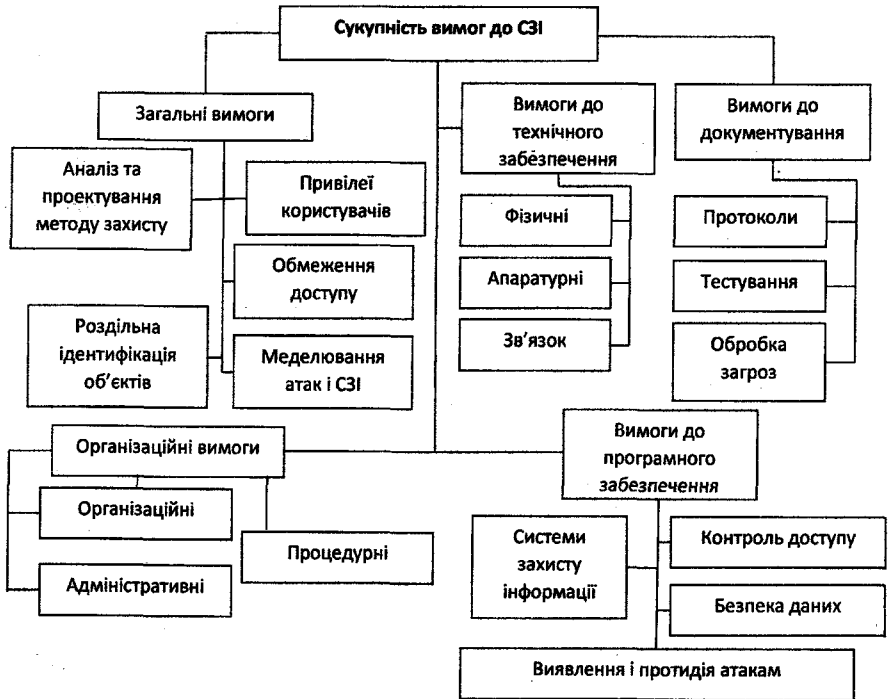 Сукупність вимог до СЗІ
Загальні вимоги
Аналіз та
проектування
методу захисту
Привілеї
користувачів
Обмеження
доступу
Роздільна
ідентифікація
об'єктів
Меделювання
атак і СЗІ
Вимоги до
технічного
забезпечення
Фізичні
Апаратурні
Зв'язок
Вимоги до
документування
Протоколи
Тестування
Обробка
загроз
Організаційні вимоги
Організаційні
Адміністративні
Процедурні
Вимоги до
програмного
забезпечення
Системи
захисту
інформації
Контроль доступу
Безпека даних
Виявлення і протидія атакам